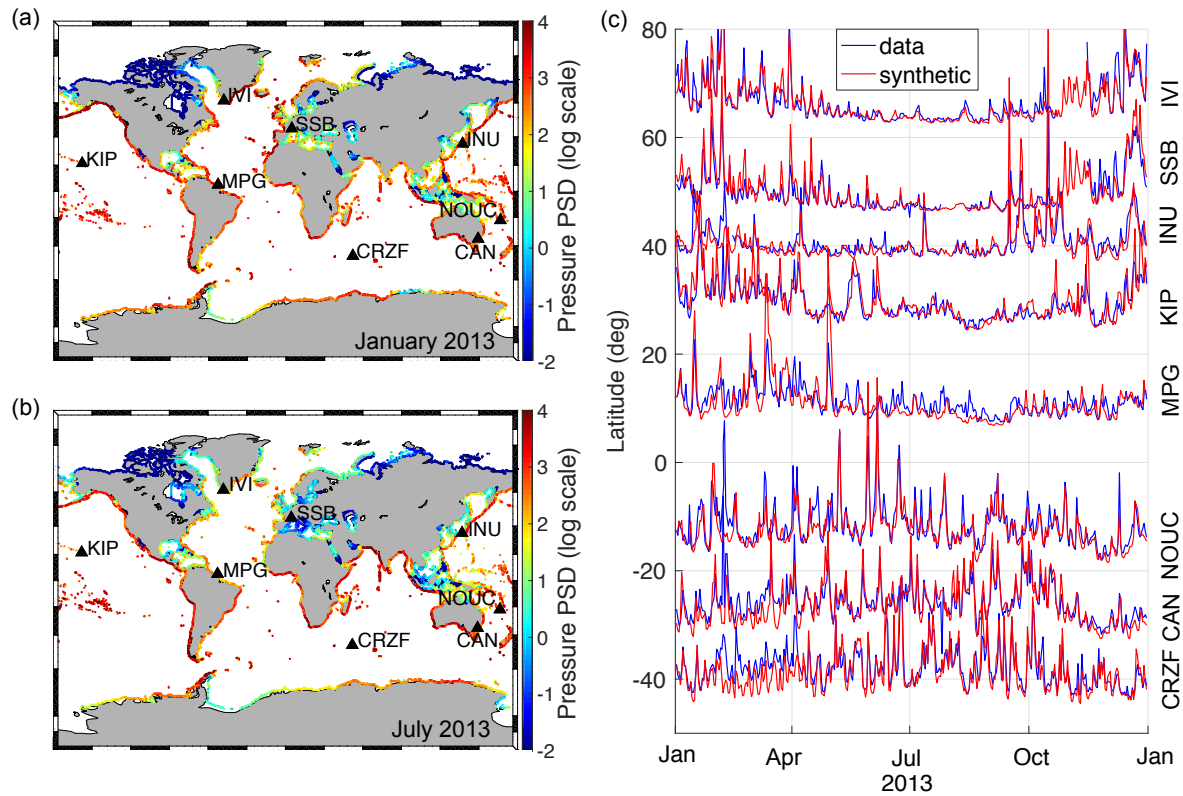 (a)
IVI
SSB
INU
KIP
MPG
NOUC
CAN
CRZF
January 2013
4
3
2
1
0
-1
-2
Pressure PSD (log scale)
(b)
IVI
SSB
INU
KIP
MPG
NOUC
CAN
CRZF
July 2013
4
3
2
1
0
-1
-2
Pressure PSD (log scale)
(c)
data
synthetic
80
60
40
20
0
-20
-40
Latitude (deg)
IVI
SSB
INU
KIP
MPG
NOUC
CAN
CRZF
Jan Apr Jul Oct Jan
2013